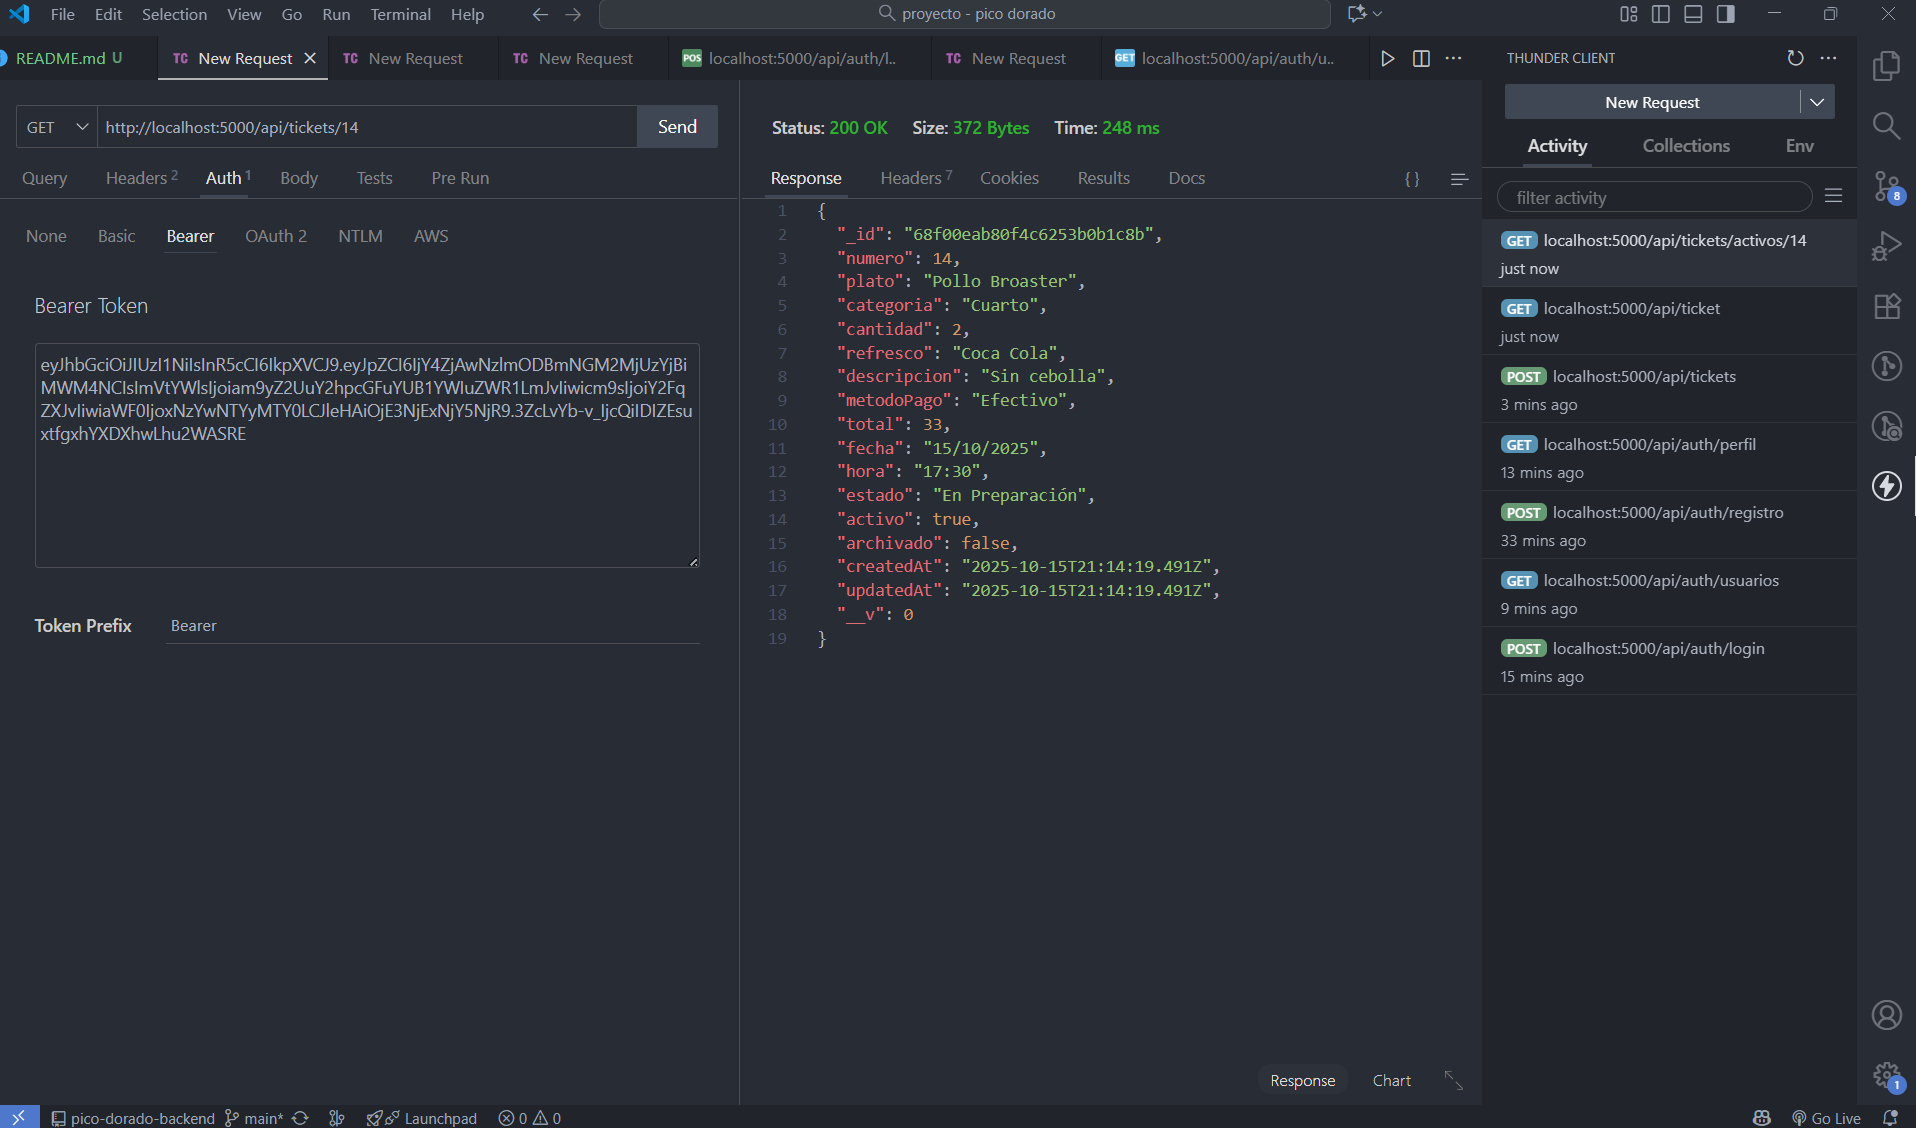 File Edit Selection View Go Run Terminal Help
proyecto - pico dorado
README.md U
TC New Request
TC New Request
TC New Request
POS localhost:5000/api/auth/l..
TC New Request
GET localhost:5000/api/auth/u..
THUNDER CLIENT
GET http://localhost:5000/api/tickets/14 Send
Query Headers 2 Auth 1 Body Tests Pre Run
None Basic Bearer OAuth 2 NTLM AWS
Bearer Token
Token Prefix Bearer
Status: 200 OK Size: 372 Bytes Time: 248 ms
Response Headers 7 Cookies Results Docs { }
1 {
2 "_id": "68f00eab80f4c6253b0b1c8b",
3 "numero": 14,
4 "plato": "Pollo Broaster",
5 "categoria": "Cuarto",
6 "cantidad": 2,
7 "refresco": "Coca Cola",
8 "descripcion": "Sin cebolla",
9 "metodoPago": "Efectivo",
10 "total": 33,
11 "fecha": "15/10/2025",
12 "hora": "17:30",
13 "estado": "En Preparación",
14 "activo": true,
15 "archivado": false,
16 "createdAt": "2025-10-15T21:14:19.491Z",
17 "updatedAt": "2025-10-15T21:14:19.491Z",
18 "__v": 0
19 }
Response Chart
New Request
Activity Collections Env
filter activity
GET localhost:5000/api/tickets/activos/14
just now
GET localhost:5000/api/ticket
just now
POST localhost:5000/api/tickets
3 mins ago
GET localhost:5000/api/auth/perfil
13 mins ago
POST localhost:5000/api/auth/registro
33 mins ago
GET localhost:5000/api/auth/usuarios
9 mins ago
POST localhost:5000/api/auth/login
15 mins ago
8
1
pico-dorado-backend main* Launchpad 0 0 Go Live